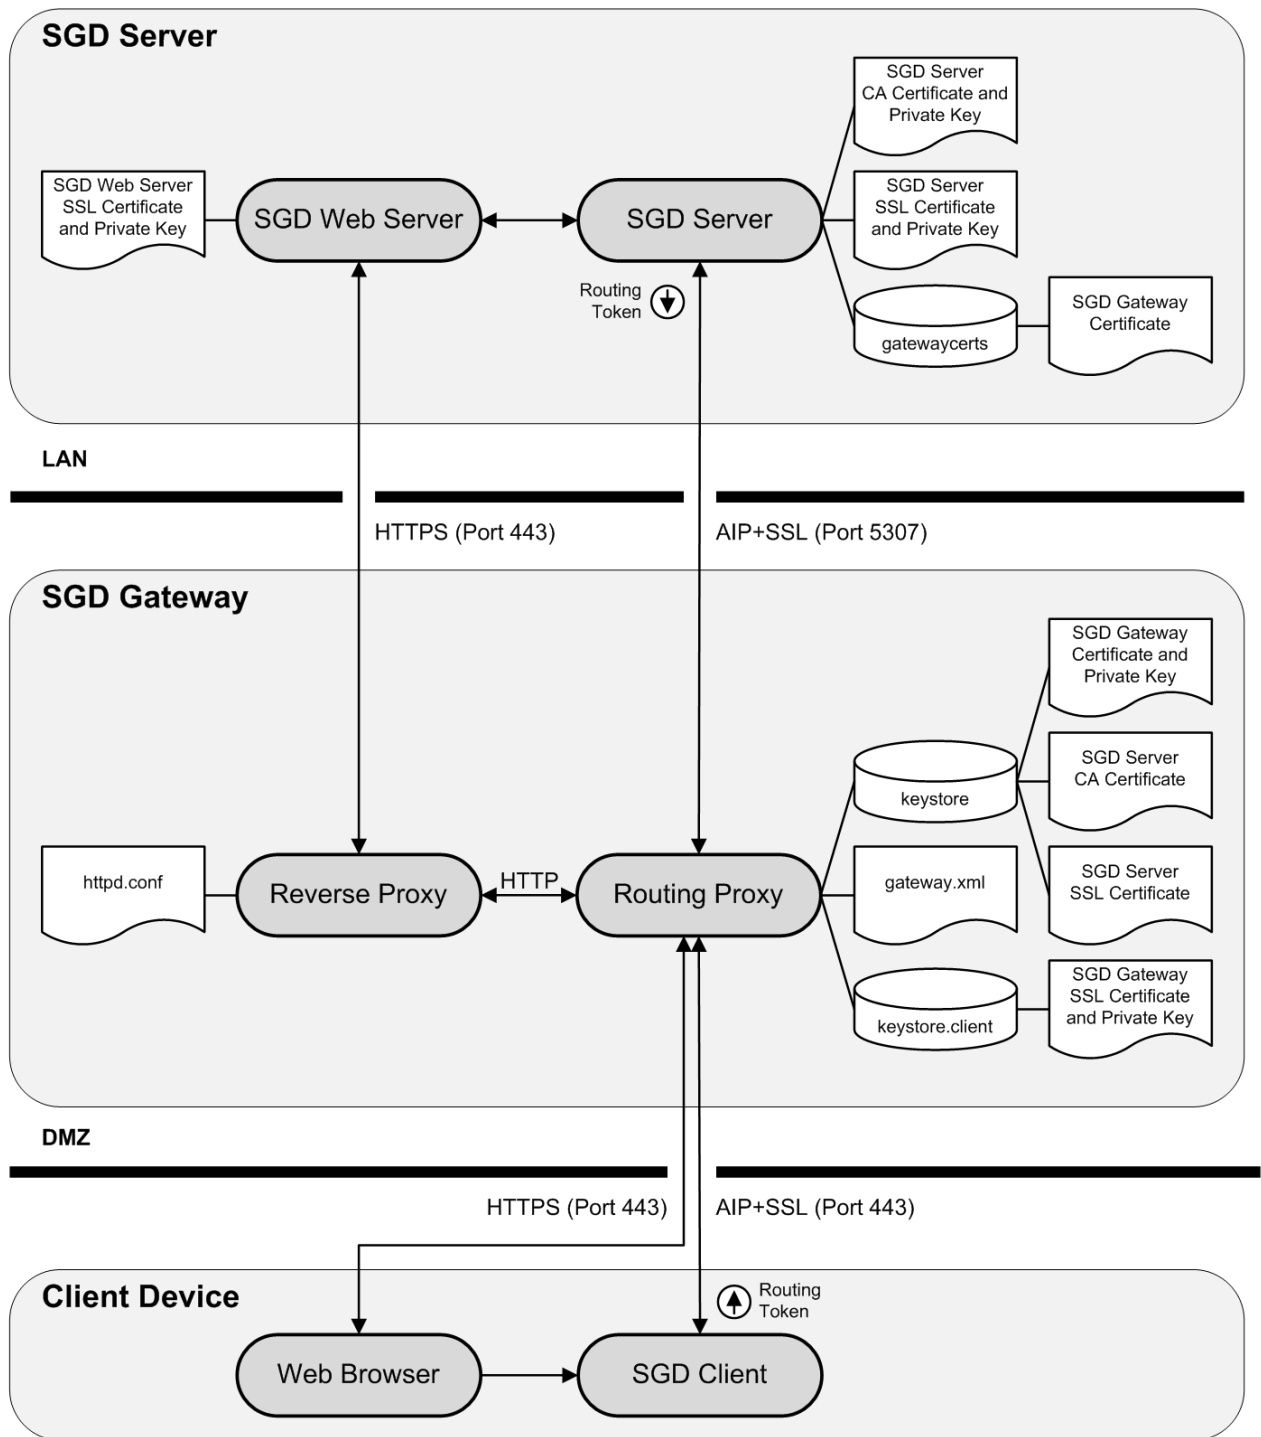 SGD Server
SGD Server
CA Certificate and
Private Key
SGD Web Server
SSL Certificate
and Private Key
SGD Web Server
SGD Server
SGD Server
SSL Certificate
and Private Key
Routing
Token
gatewaycerts
SGD Gateway
Certificate
LAN
HTTPS (Port 443)
AIP+SSL (Port 5307)
SGD Gateway
SGD Gateway
Certificate and
Private Key
keystore
SGD Server
CA Certificate
httpd.conf
Reverse Proxy
HTTP
Routing Proxy
gateway.xml
SGD Server
SSL Certificate
keystore.client
SGD Gateway
SSL Certificate
and Private Key
DMZ
HTTPS (Port 443)
AIP+SSL (Port 443)
Client Device
Routing
Token
Web Browser
SGD Client